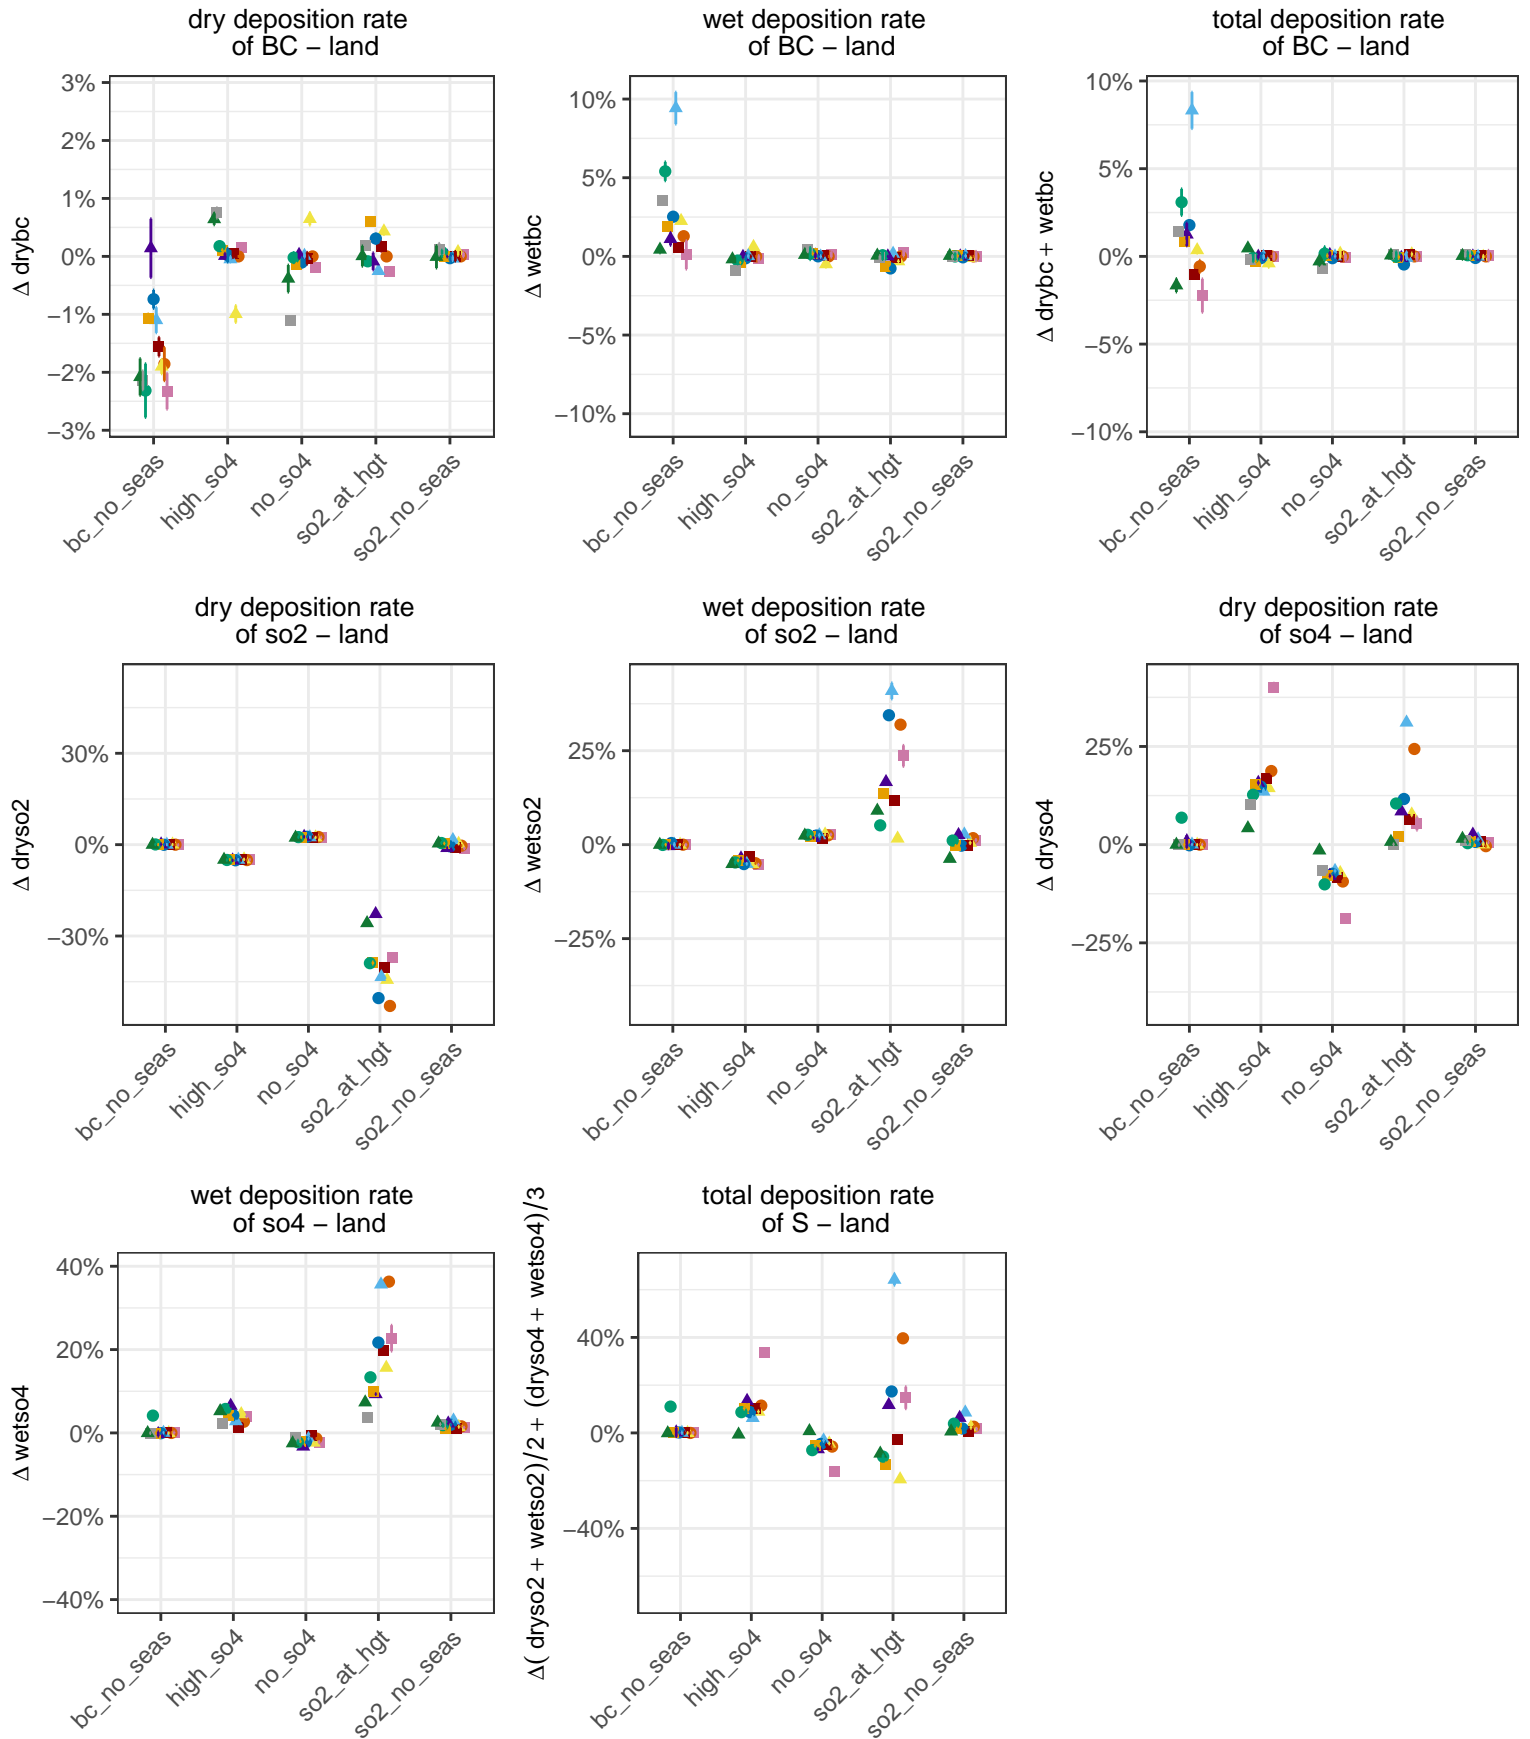 dry deposition rate
of BC − land
Δ drybc
3%
2%
1%
0%
−1%
−2%
−3%
bc_no_seas
high_so4
no_so4
so2_at_hgt
so2_no_seas
wet deposition rate
of BC − land
Δ wetbc
10%
5%
0%
−5%
−10%
bc_no_seas
high_so4
no_so4
so2_at_hgt
so2_no_seas
total deposition rate
of BC − land
Δ drybc + wetbc
10%
5%
0%
−5%
−10%
bc_no_seas
high_so4
no_so4
so2_at_hgt
so2_no_seas
dry deposition rate
of so2 − land
Δ dryso2
30%
0%
−30%
bc_no_seas
high_so4
no_so4
so2_at_hgt
so2_no_seas
wet deposition rate
of so2 − land
Δ wetso2
25%
0%
−25%
bc_no_seas
high_so4
no_so4
so2_at_hgt
so2_no_seas
dry deposition rate
of so4 − land
Δ dryso4
25%
0%
−25%
bc_no_seas
high_so4
no_so4
so2_at_hgt
so2_no_seas
wet deposition rate
of so4 − land
Δ wetso4
40%
20%
0%
−20%
−40%
bc_no_seas
high_so4
no_so4
so2_at_hgt
so2_no_seas
total deposition rate
of S − land
Δ( dryso2 + wetso2)/2 + (dryso4 + wetso4)/3
40%
0%
−40%
bc_no_seas
high_so4
no_so4
so2_at_hgt
so2_no_seas